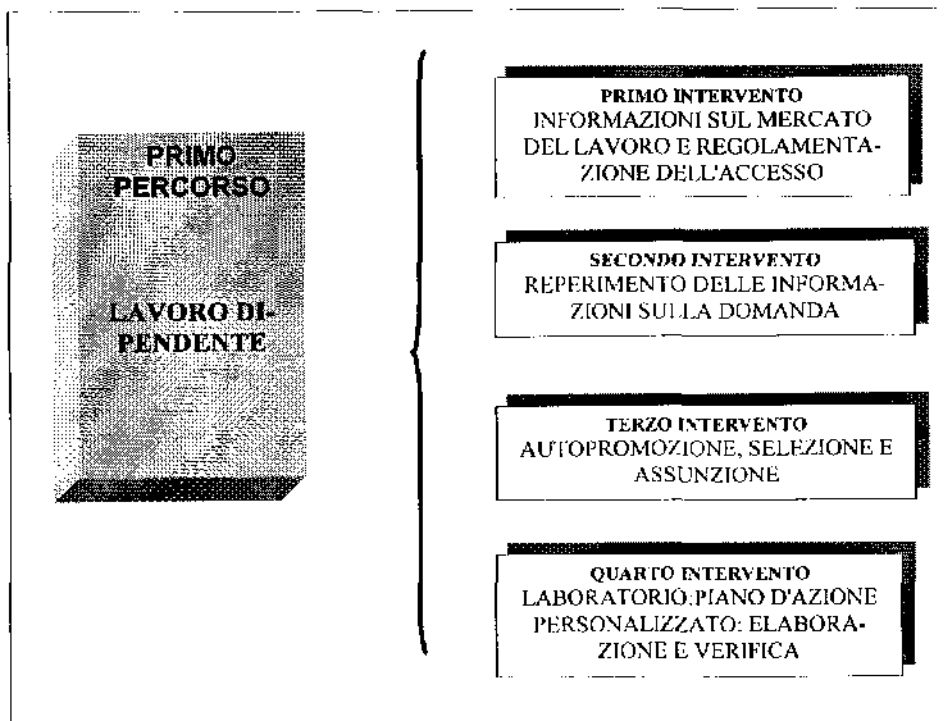 PRIMO
PERCORSO
LAVORO DI-
PENDENTE
PRIMO INTERVENTO
INFORMAZIONI SUL MERCATO
DEL LAVORO E REGOLAMENTA-
ZIONE DELL'ACCESSO
SECONDO INTERVENTO
REPERIMENTO DELLE INFORMA-
ZIONI SULLA DOMANDA
TERZO INTERVENTO
AUTOPROMOZIONE, SELEZIONE E
ASSUNZIONE
QUARTO INTERVENTO
LABORATORIO:PIANO D'AZIONE
PERSONALIZZATO: ELABORA-
ZIONE E VERIFICA